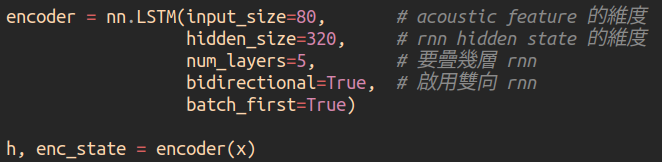 encoder = nn.LSTM(input_size=80,       # acoustic feature 的維度
                  hidden_size=320,     # rnn hidden state 的維度
                  num_layers=5,        # 要疊幾層 rnn
                  bidirectional=True,  # 啟用雙向 rnn
                  batch_first=True)

h, enc_state = encoder(x)